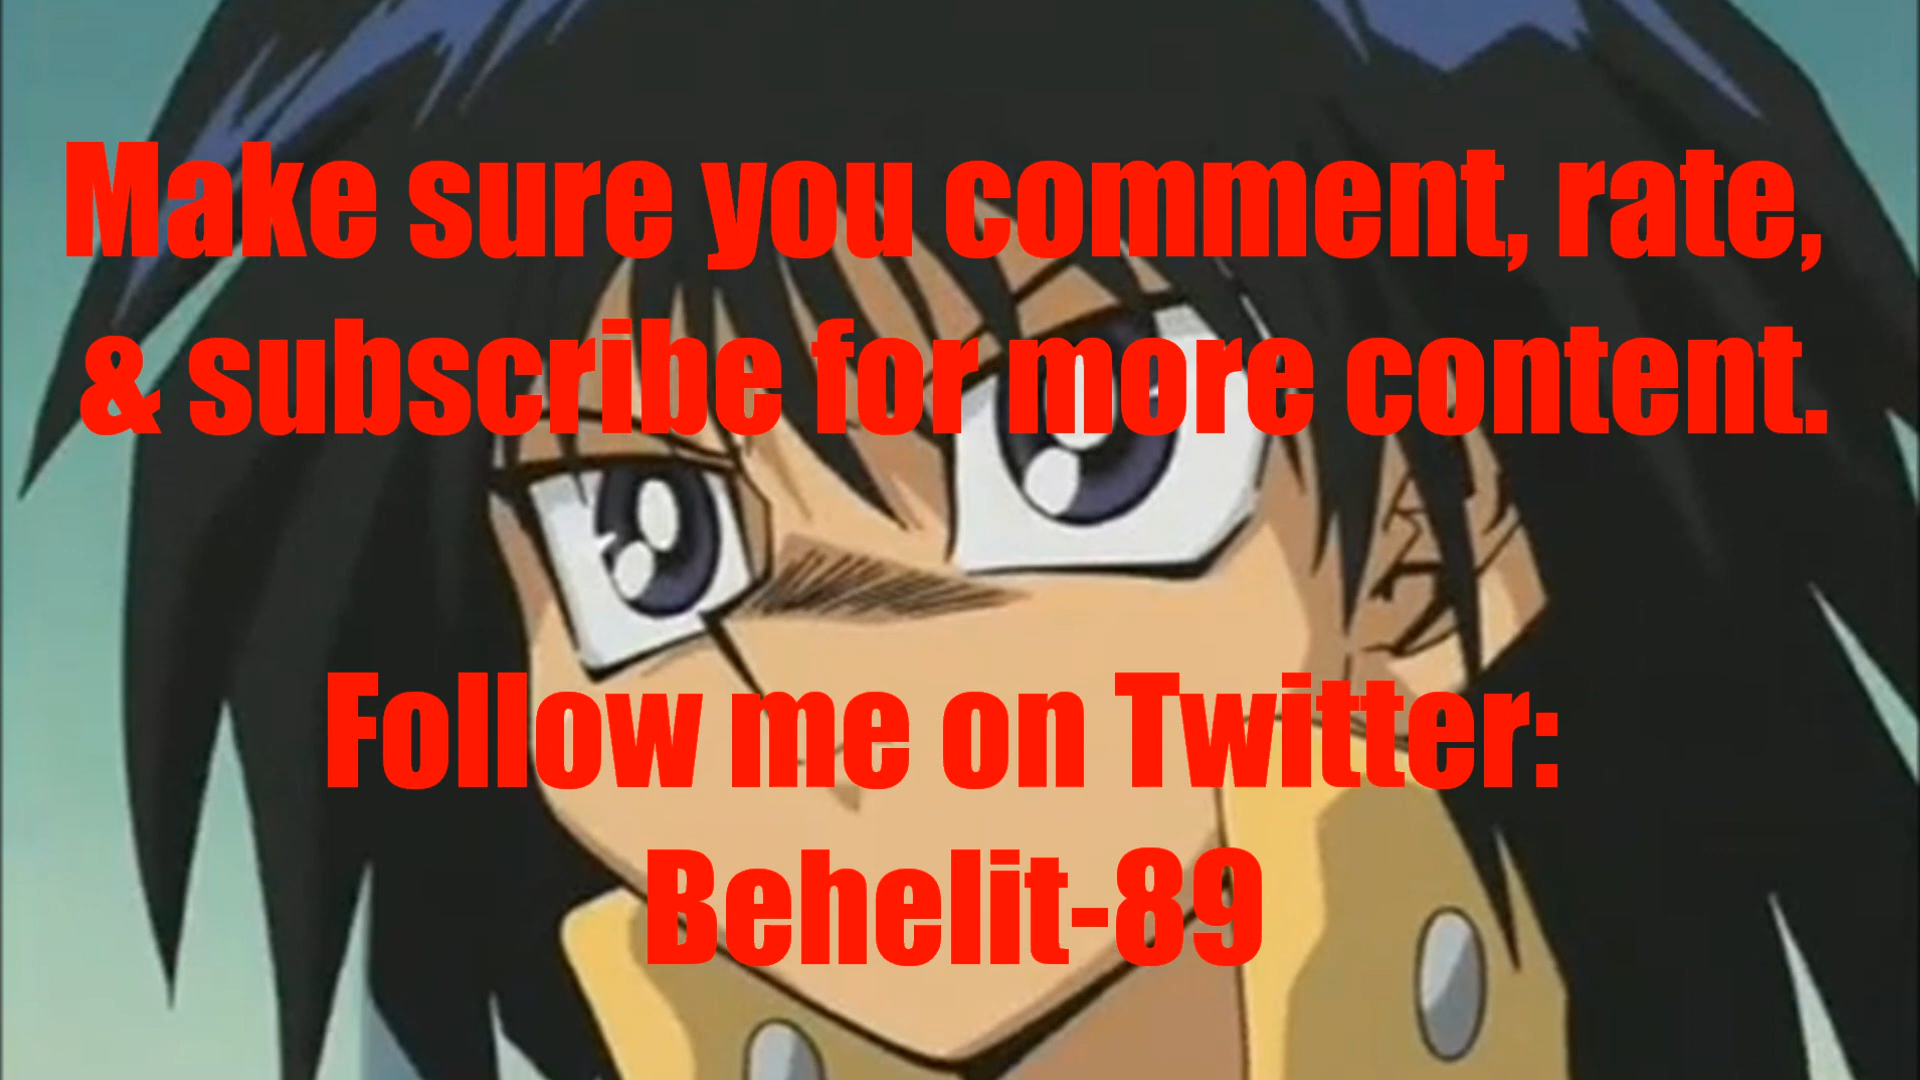 Make sure you comment, rate,
& subscribe for more content.
Follow me on Twitter:
Behelit-89